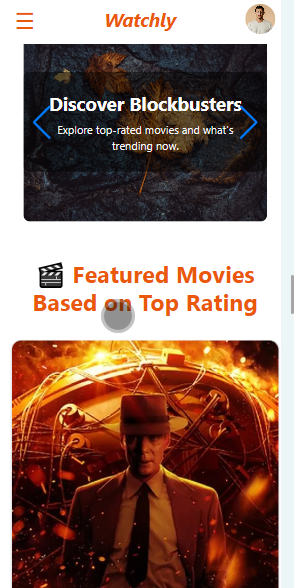 Watchly
Discover Blockbusters
Explore top-rated movies and what's
trending now.
🎬 Featured Movies
Based on Top Rating